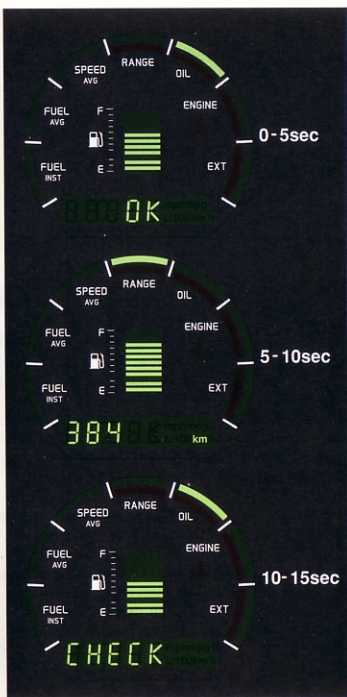 RANGE
SPEED
AVG
OIL
FUEL
AVG
F
ENGINE
0-5sec
FUEL
INST
E
EXT
OK
RANGE
SPEED
AVG
OIL
FUEL
AVG
F
ENGINE
5-10sec
FUEL
INST
E
EXT
384 km
RANGE
SPEED
AVG
OIL
FUEL
AVG
F
ENGINE
10-15sec
FUEL
INST
E
EXT
CHECK